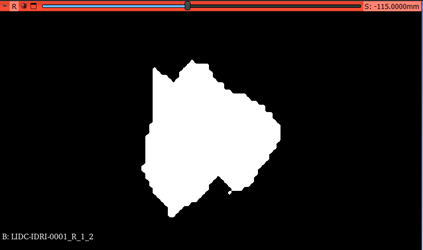 R
S: -115.0000mm
B: LIDC-IDRI-0001_R_1_2